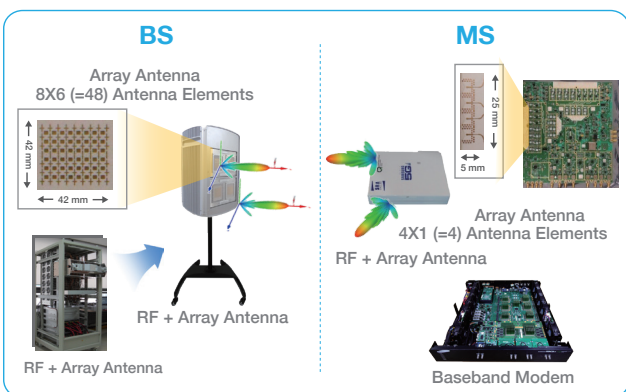 BS
Array Antenna
8X6 (=48) Antenna Elements
42 mm
42 mm
RF + Array Antenna
RF + Array Antenna
MS
25 mm
5 mm
Array Antenna
4X1 (=4) Antenna Elements
RF + Array Antenna
Baseband Modem